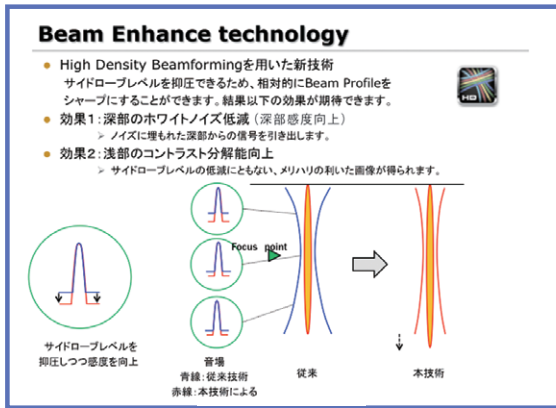 Beam Enhance technology
High Density Beamformingを用いた新技術
サイドローブレベルを抑圧できるため、相対的にBeam Profileを
シャープにすることができます。結果以下の効果が期待できます。
効果1：深部のホワイトノイズ低減（深部感度向上）
ノイズに埋もれた深部からの信号を引き出します。
効果2：浅部のコントラスト分解能向上
サイドローブレベルの低減にともない、メリハリの利いた画像が得られます。
HD
Focus point
サイドローブレベルを
抑圧しつつ感度を向上
音場
青線：従来技術
赤線：本技術による
従来
本技術